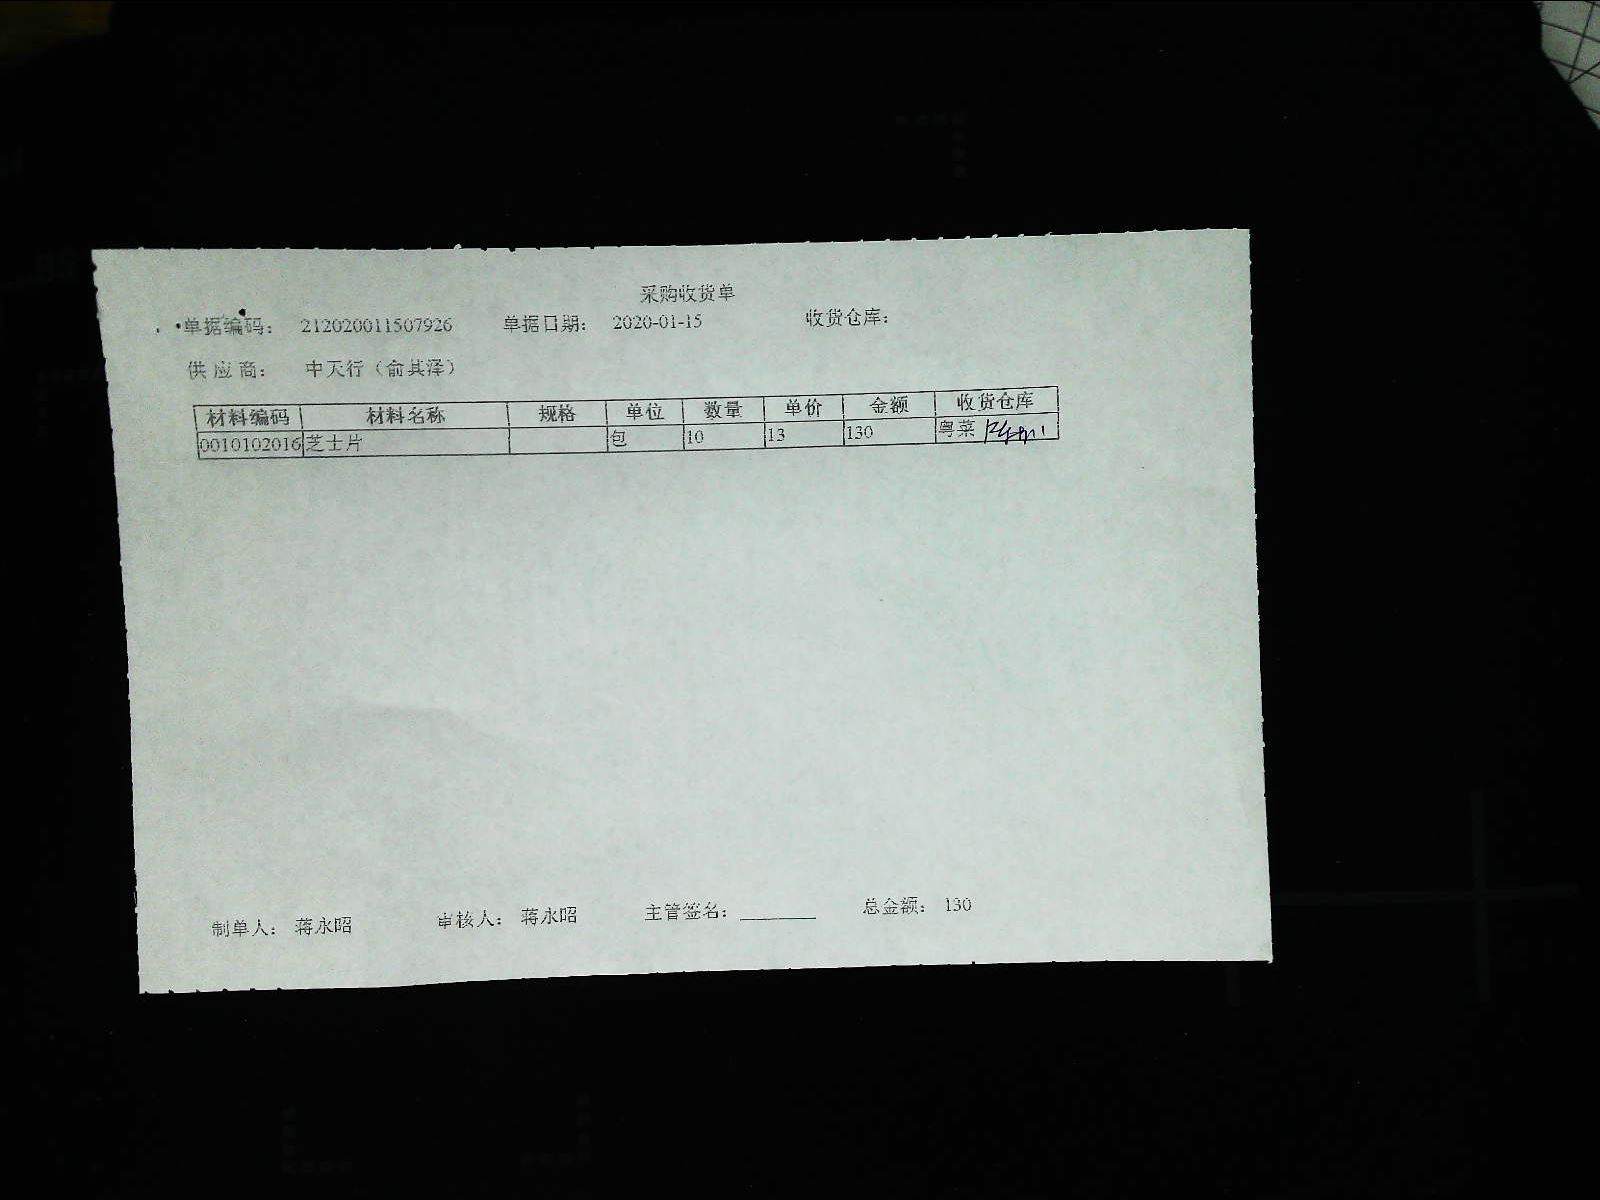 采购收货单
单据编码： 212020011507926 单据日期： 2020-01-15 收货仓库：
供应商： 中天行（俞其泽）
材料编码 材料名称 规格 单位 数量 单价 金额 收货仓库
0010102016 芝士片 包 10 13 130 粤菜
制单人： 蒋永昭 审核人： 蒋永昭 主管签名： 总金额： 130